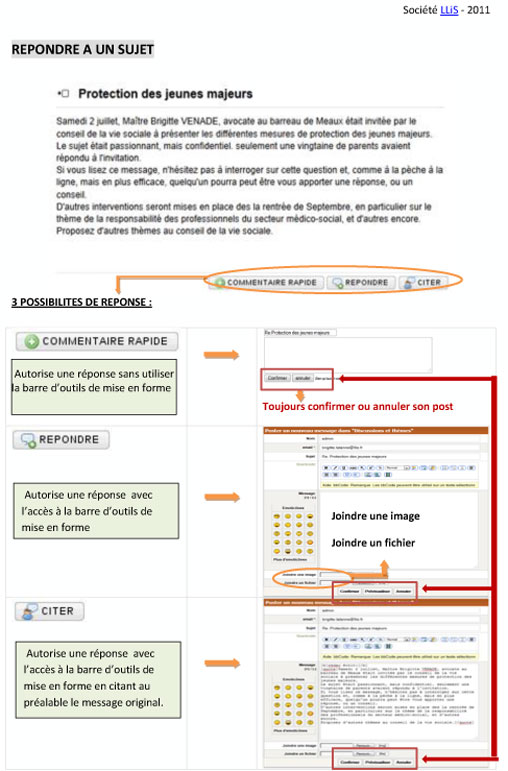 Société LLiS - 2011
REPONDRE A UN SUJET
Protection des jeunes majeurs
Samedi 2 juillet, Maître Brigitte VENADE, avocate au barreau de Meaux était invitée par le
conseil de la vie sociale à présenter les différentes mesures de protection des jeunes majeurs.
Le sujet était passionnant, mais confidentiel. seulement une vingtaine de parents avaient
répondu à l'invitation.
Si vous lisez ce message, n'hésitez pas à interroger sur cette question et, comme à la pèche à la
ligne, mais en plus efficace, quelqu'un pourra peut être vous apporter une réponse, ou un
conseil.
D'autres interventions seront mises en place des la rentrée de Septembre, en particulier sur le
thème de la responsabilité des professionnels du secteur médico-social, et d'autres encore.
Proposez d'autres thèmes au conseil de la vie sociale.
COMMENTAIRE RAPIDE REPONDRE CITER
3 POSSIBILITES DE REPONSE :
COMMENTAIRE RAPIDE
Autorise une réponse sans utiliser
la barre d'outils de mise en forme
Re:Protection des jeunes majeurs
Confirmer annuler
Toujours confirmer ou annuler son post
REPONDRE
Autorise une réponse avec
l'accès à la barre d'outils de
mise en forme
Poster un nouveau message dans "Discussions et thèmes"
Nom admin
email
Sujet Re: Protection des jeunes majeurs
Message
Emoticônes
Plus d'émoticônes
Joindre une image
Joindre un fichier
Joindre une image
Joindre un fichier
Confirmer Prévisualiser Annuler
CITER
Autorise une réponse avec
l'accès à la barre d'outils de
mise en forme en citant au
préalable le message original.
Nom admin
email
Sujet Re: Protection des jeunes majeurs
Message
Emoticônes
Plus d'émoticônes
Joindre une image
Joindre un fichier
Confirmer Prévisualiser Annuler